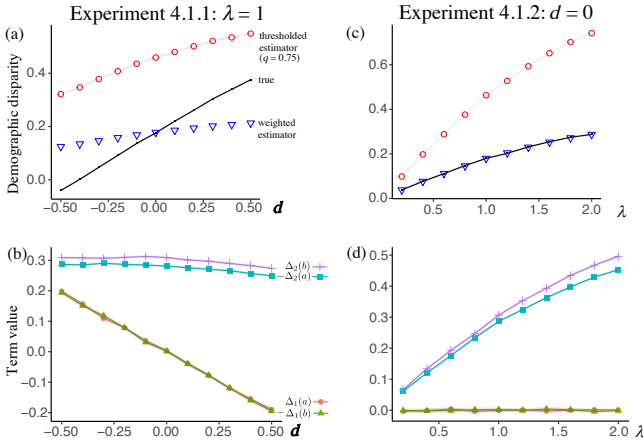 Experiment 4.1.1: λ = 1
Experiment 4.1.2: d = 0
(a)
Demographic disparity
0.4
0.2
0.0
−0.50
−0.25
0.00
0.25
0.50
d
thresholded
estimator
(q = 0.75)
true
weighted
estimator
(c)
0.6
0.4
0.2
0.0
0.5
1.0
1.5
2.0
λ
(b)
Term value
0.3
0.2
0.1
0.0
−0.1
−0.2
−0.50
−0.25
0.00
0.25
0.50
d
Δ₂(b)
−Δ₂(a)
Δ₁(a)
−Δ₁(b)
(d)
0.5
0.4
0.3
0.2
0.1
0.0
0.5
1.0
1.5
2.0
λ